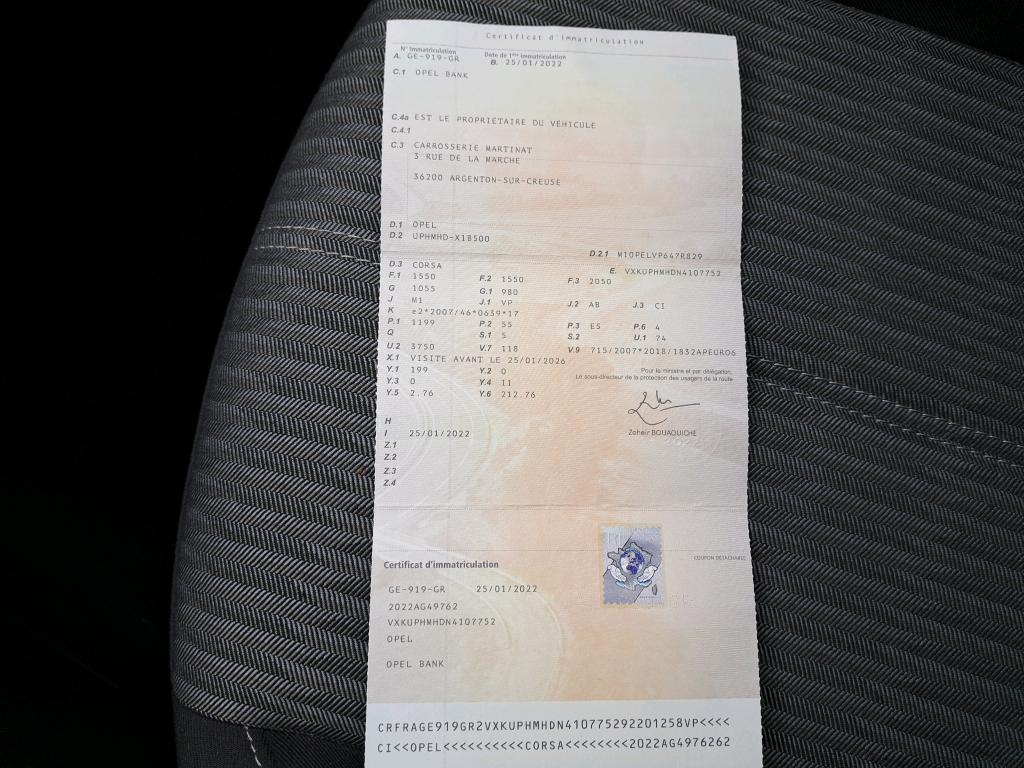 Certificat d'immatriculation
N° Immatriculation Date de 1ère immatriculation
A. GE-919-GR B. 25/01/2022
C.1 OPEL BANK
C.4a EST LE PROPRIÉTAIRE DU VÉHICULE
C.4.1
C.3 CARROSSERIE MARTINAT
3 RUE DE LA MARCHE
36200 ARGENTON-SUR-CREUSE
D.1 OPEL
D.2 UPHMHD-X1B500
D.2.1 M10PELVP647R829
D.3 CORSA E. VXKUPHMHDN4107752
F.1 1550 F.2 1550 F.3 2050
G 1055 G.1 980
J M1 J.1 VP J.2 AB J.3 CI
K e2*2007/46*0639*17
P.1 1199 P.2 55 P.3 ES P.6 4
Q S.1 5 S.2 U.1 74
U.2 3750 V.7 118 V.9 715/2007*2018/1832APEURO6
X.1 VISITE AVANT LE 25/01/2026
Y.1 199 Y.2 0
Y.3 0 Y.4 11
Y.5 2.76 Y.6 212.76
Pour le ministre et par délégation,
Le sous-directeur de la protection des usagers de la route
Zoheir BOUAOUICHE
H
I 25/01/2022
Z.1
Z.2
Z.3
Z.4
COUPON DÉTACHABLE
Certificat d'immatriculation
GE-919-GR 25/01/2022
2022AG49762
VXKUPHMHDN4107752
OPEL
OPEL BANK
CRFRAGE919GR2VXKUPHMHDN410775292201258VP<<<<
CI<<OPEL<<<<<<<<<<CORSA<<<<<<<<2022AG4976262